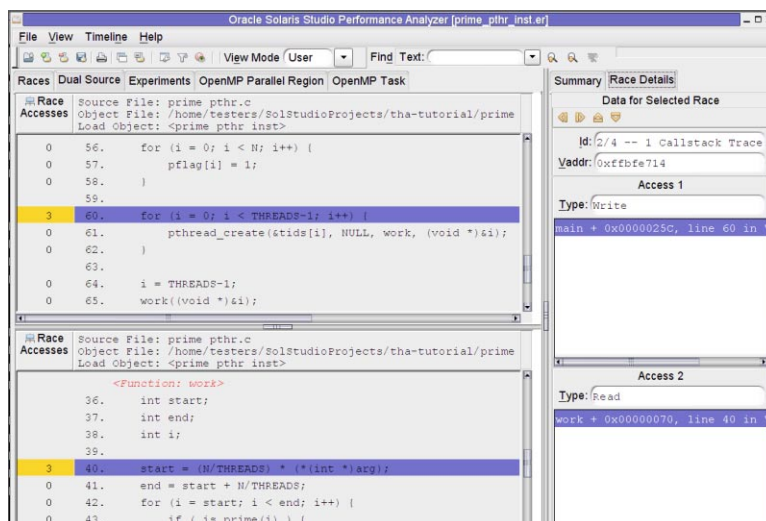 Oracle Solaris Studio Performance Analyzer [prime_pthr_inst.er]
File View Timeline Help
View Mode User Find Text:
Races Dual Source Experiments OpenMP Parallel Region OpenMP Task
Race Accesses
Source File: prime pthr.c
Object File: /home/testers/SolStudioProjects/tha-tutorial/prime
Load Object: <prime pthr inst>
0 56. for (i = 0; i < N; i++) {
0 57. pflag[i] = 1;
0 58. }
59.
3 60. for (i = 0; i < THREADS-1; i++) {
0 61. pthread_create(&tids[i], NULL, work, (void *)&i);
0 62. }
63.
0 64. i = THREADS-1;
0 65. work((void *)&i);
Race Accesses
Source File: prime pthr.c
Object File: /home/testers/SolStudioProjects/tha-tutorial/prime
Load Object: <prime pthr inst>
<Function: work>
36. int start;
37. int end;
38. int i;
39.
3 40. start = (N/THREADS) * (*(int *)arg);
0 41. end = start + N/THREADS;
0 42. for (i = start; i < end; i++) {
0 43. if ( is prime(i) ) {
Summary Race Details
Data for Selected Race
Id: 2/4 -- 1 Callstack Trace
Vaddr: 0xffbfe714
Access 1
Type: Write
main + 0x0000025C, line 60 in
Access 2
Type: Read
work + 0x00000070, line 40 in